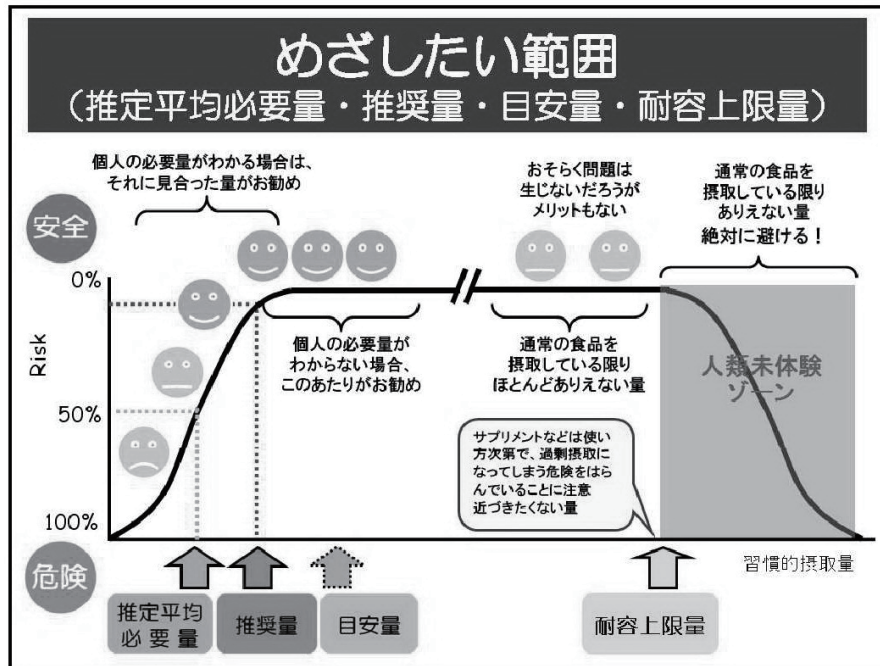 めざしたい範囲
（推定平均必要量・推奨量・目安量・耐容上限量）
個人の必要量がわかる場合は、
それに見合った量がお勧め
おそらく問題は
生じないだろうが
メリットもない
通常の食品を
摂取している限り
ありえない量
絶対に避ける！
安全
0%
Risk
50%
100%
危険
個人の必要量が
わからない場合、
このあたりがお勧め
通常の食品を
摂取している限り
ほとんどありえない量
人類未体験
ゾーン
サプリメントなどは使い
方次第で、過剰摂取に
なってしまう危険をはら
んでいることに注意
近づきたくない量
習慣的摂取量
推定平均
必要量
推奨量
目安量
耐容上限量